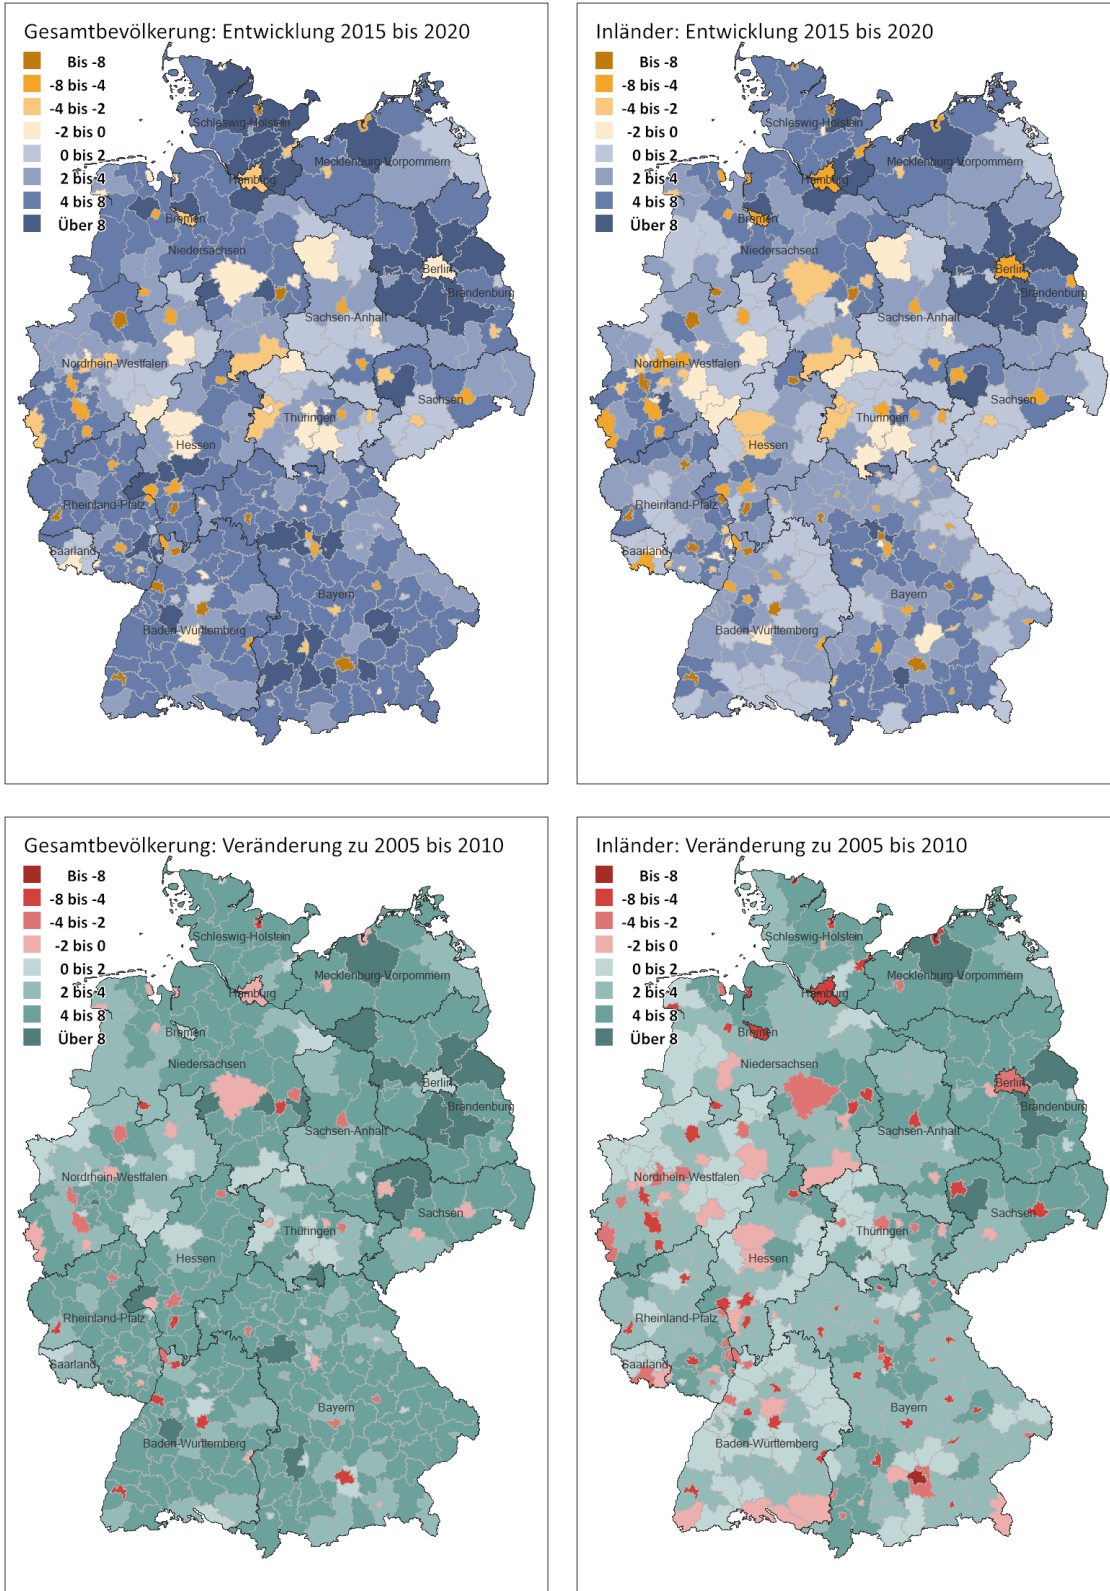 Gesamtbevölkerung: Entwicklung 2015 bis 2020
Bis -8
-8 bis -4
-4 bis -2
-2 bis 0
0 bis 2
2 bis 4
4 bis 8
Über 8
Schleswig-Holstein
Mecklenburg-Vorpommern
Hamburg
Bremen
Niedersachsen
Berlin
Brandenburg
Sachsen-Anhalt
Nordrhein-Westfalen
Sachsen
Thüringen
Hessen
Rheinland-Pfalz
Saarland
Bayern
Baden-Württemberg
Inländer: Entwicklung 2015 bis 2020
Bis -8
-8 bis -4
-4 bis -2
-2 bis 0
0 bis 2
2 bis 4
4 bis 8
Über 8
Schleswig-Holstein
Mecklenburg-Vorpommern
Hamburg
Bremen
Niedersachsen
Berlin
Brandenburg
Sachsen-Anhalt
Nordrhein-Westfalen
Sachsen
Thüringen
Hessen
Rheinland-Pfalz
Saarland
Bayern
Baden-Württemberg
Gesamtbevölkerung: Veränderung zu 2005 bis 2010
Bis -8
-8 bis -4
-4 bis -2
-2 bis 0
0 bis 2
2 bis 4
4 bis 8
Über 8
Schleswig-Holstein
Mecklenburg-Vorpommern
Hamburg
Bremen
Niedersachsen
Berlin
Brandenburg
Sachsen-Anhalt
Nordrhein-Westfalen
Sachsen
Thüringen
Hessen
Rheinland-Pfalz
Saarland
Bayern
Baden-Württemberg
Inländer: Veränderung zu 2005 bis 2010
Bis -8
-8 bis -4
-4 bis -2
-2 bis 0
0 bis 2
2 bis 4
4 bis 8
Über 8
Schleswig-Holstein
Mecklenburg-Vorpommern
Hamburg
Bremen
Niedersachsen
Berlin
Brandenburg
Sachsen-Anhalt
Nordrhein-Westfalen
Sachsen
Thüringen
Hessen
Rheinland-Pfalz
Saarland
Bayern
Baden-Württemberg